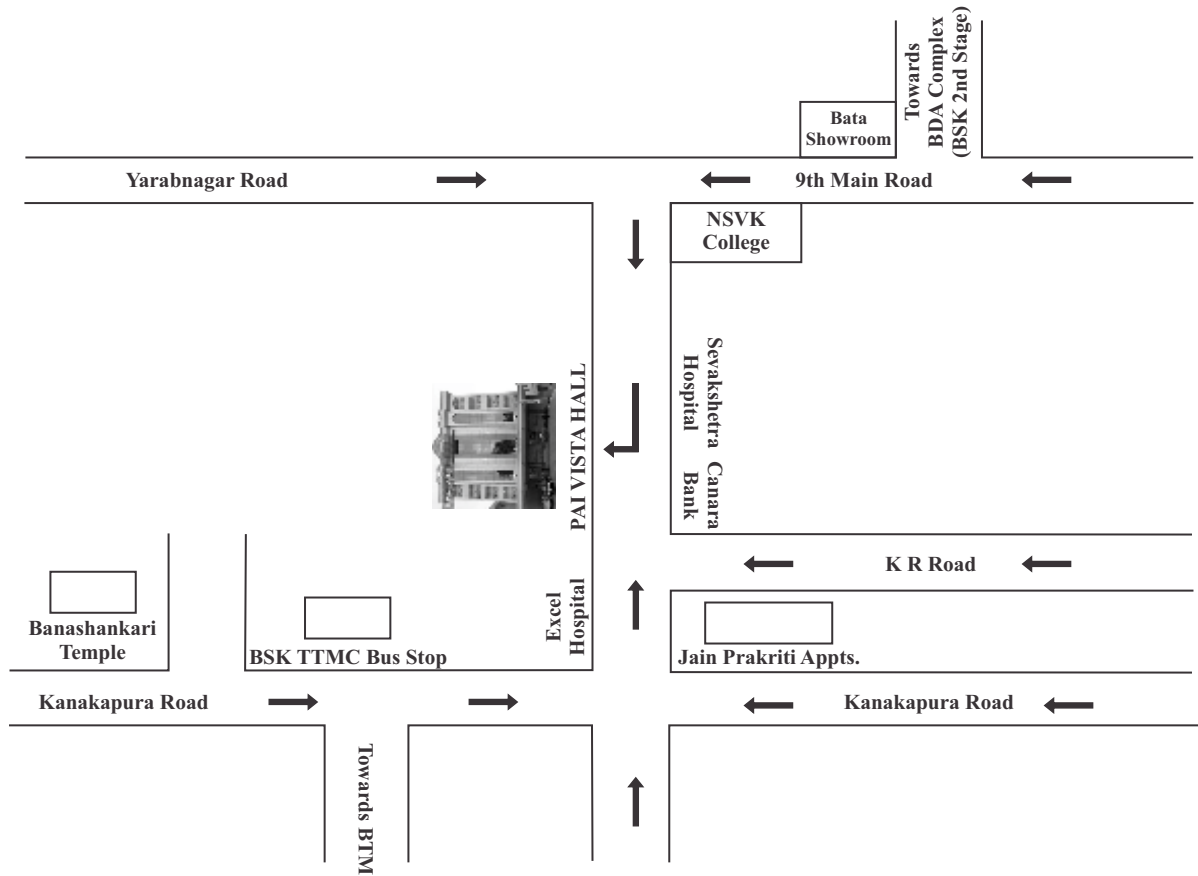 Towards
BDA Complex
(BSK 2nd Stage)
Bata
Showroom
Yarabnagar Road
9th Main Road
NSVK
College
Sevakshetra
Hospital
PAI VISTA HALL
Canara
Bank
K R Road
Excel
Hospital
Banashankari
Temple
BSK TTMC Bus Stop
Jain Prakriti Appts.
Kanakapura Road
Kanakapura Road
Towards BTM